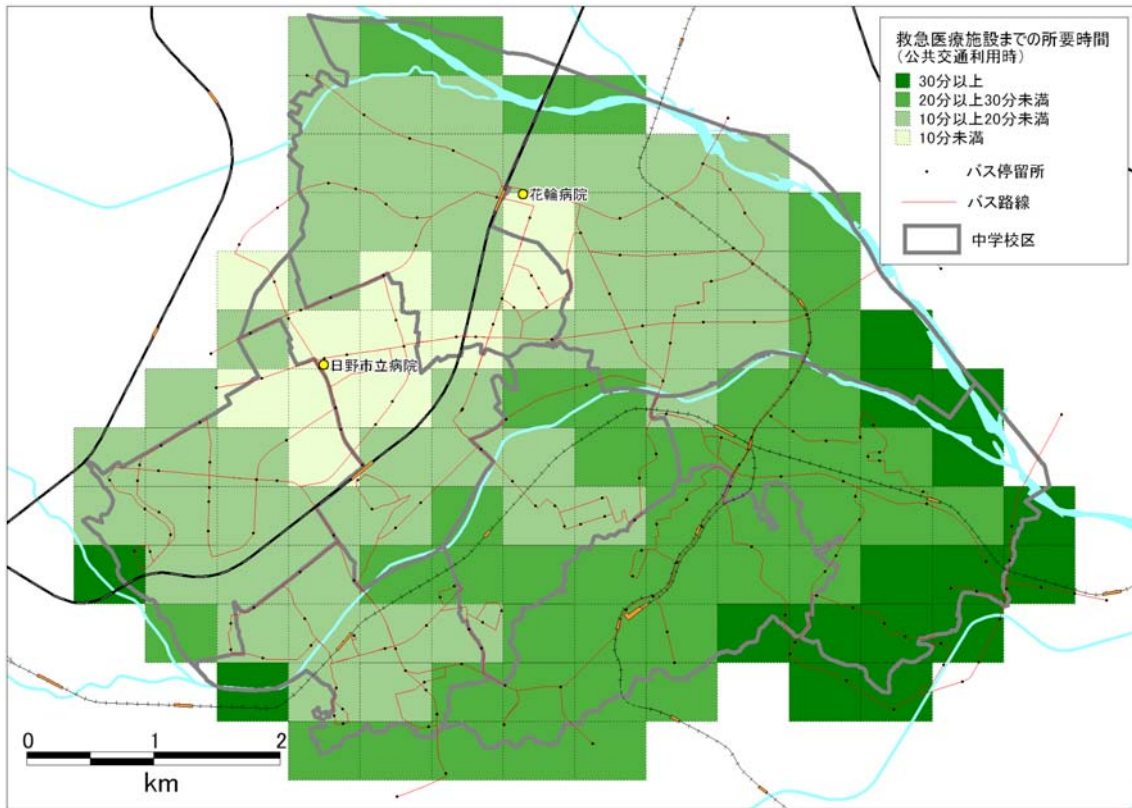 救急医療施設までの所要時間
（公共交通利用時）
30分以上
20分以上30分未満
10分以上20分未満
10分未満
バス停留所
バス路線
中学校区
花輪病院
日野市立病院
0 1 2
km